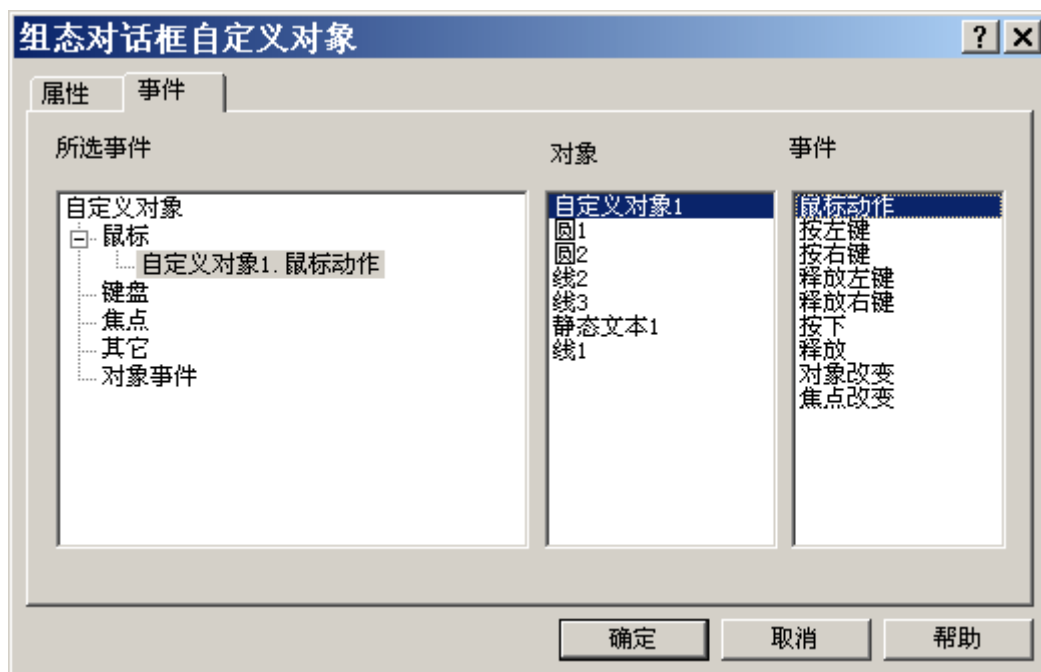 组态对话框自定义对象
属性
事件
所选事件
对象
事件
自定义对象
鼠标
自定义对象1.鼠标动作
键盘
焦点
其它
对象事件
自定义对象1
圆1
圆2
线2
线3
静态文本1
线1
鼠标动作
按左键
按右键
释放左键
释放右键
按下
释放
对象改变
焦点改变
确定
取消
帮助